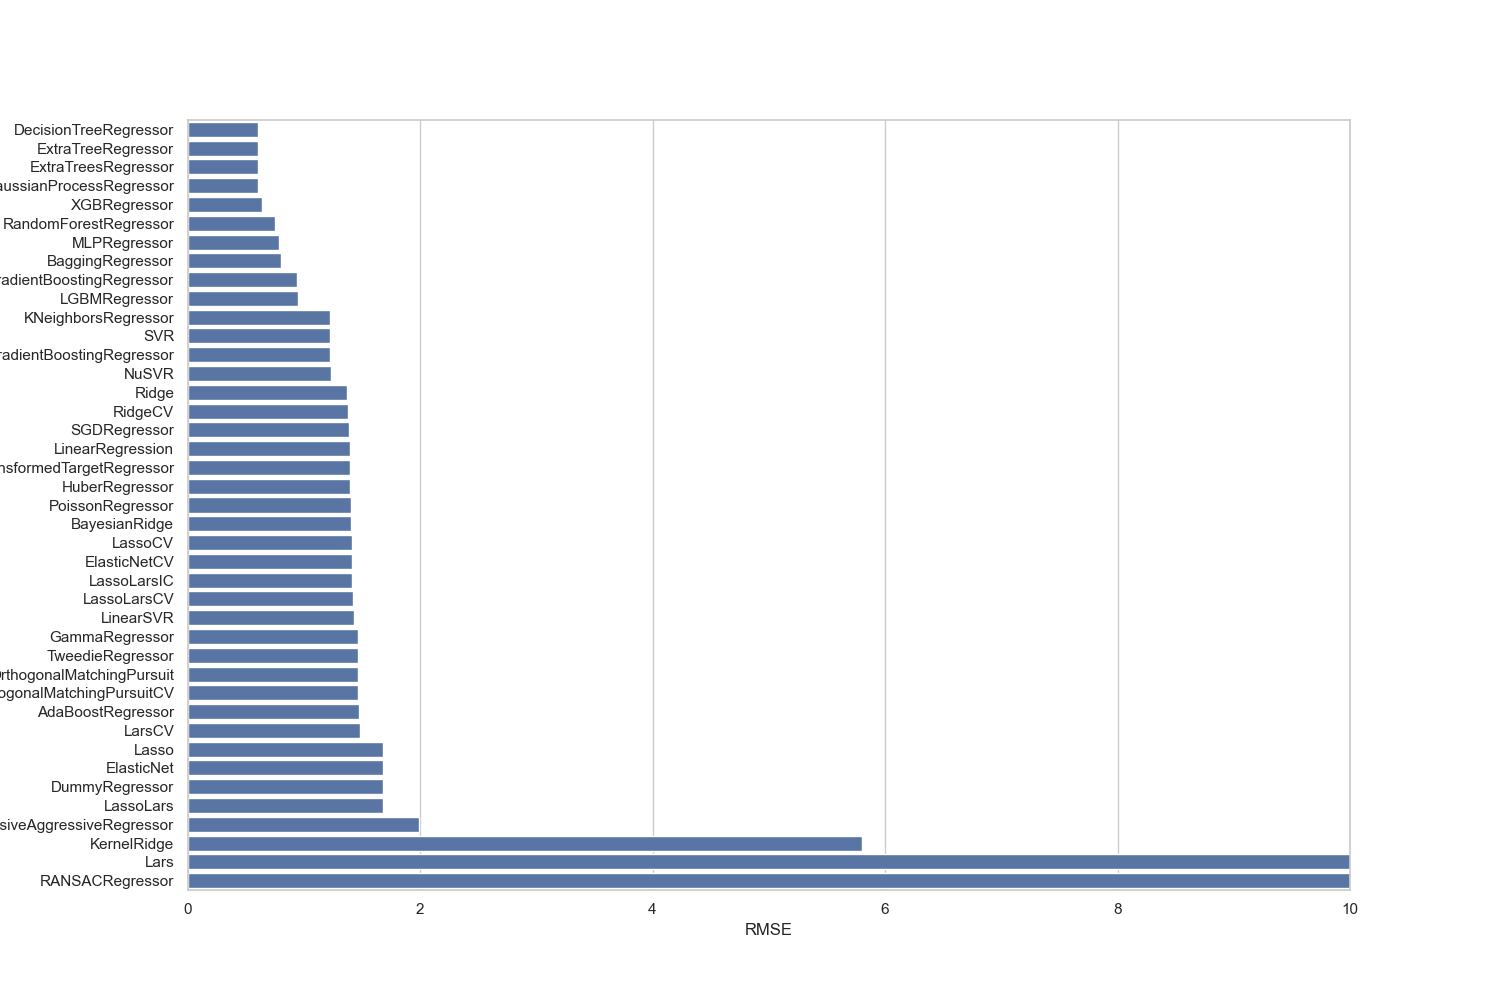 DecisionTreeRegressor
ExtraTreeRegressor
ExtraTreesRegressor
aussianProcessRegressor
XGBRegressor
RandomForestRegressor
MLPRegressor
BaggingRegressor
radientBoostingRegressor
LGBMRegressor
KNeighborsRegressor
SVR
radientBoostingRegressor
NuSVR
Ridge
RidgeCV
SGDRegressor
LinearRegression
nsformedTargetRegressor
HuberRegressor
PoissonRegressor
BayesianRidge
LassoCV
ElasticNetCV
LassoLarsIC
LassoLarsCV
LinearSVR
GammaRegressor
TweedieRegressor
OrthogonalMatchingPursuit
ogonalMatchingPursuitCV
AdaBoostRegressor
LarsCV
Lasso
ElasticNet
DummyRegressor
LassoLars
siveAggressiveRegressor
KernelRidge
Lars
RANSACRegressor
0 2 4 6 8 10
RMSE